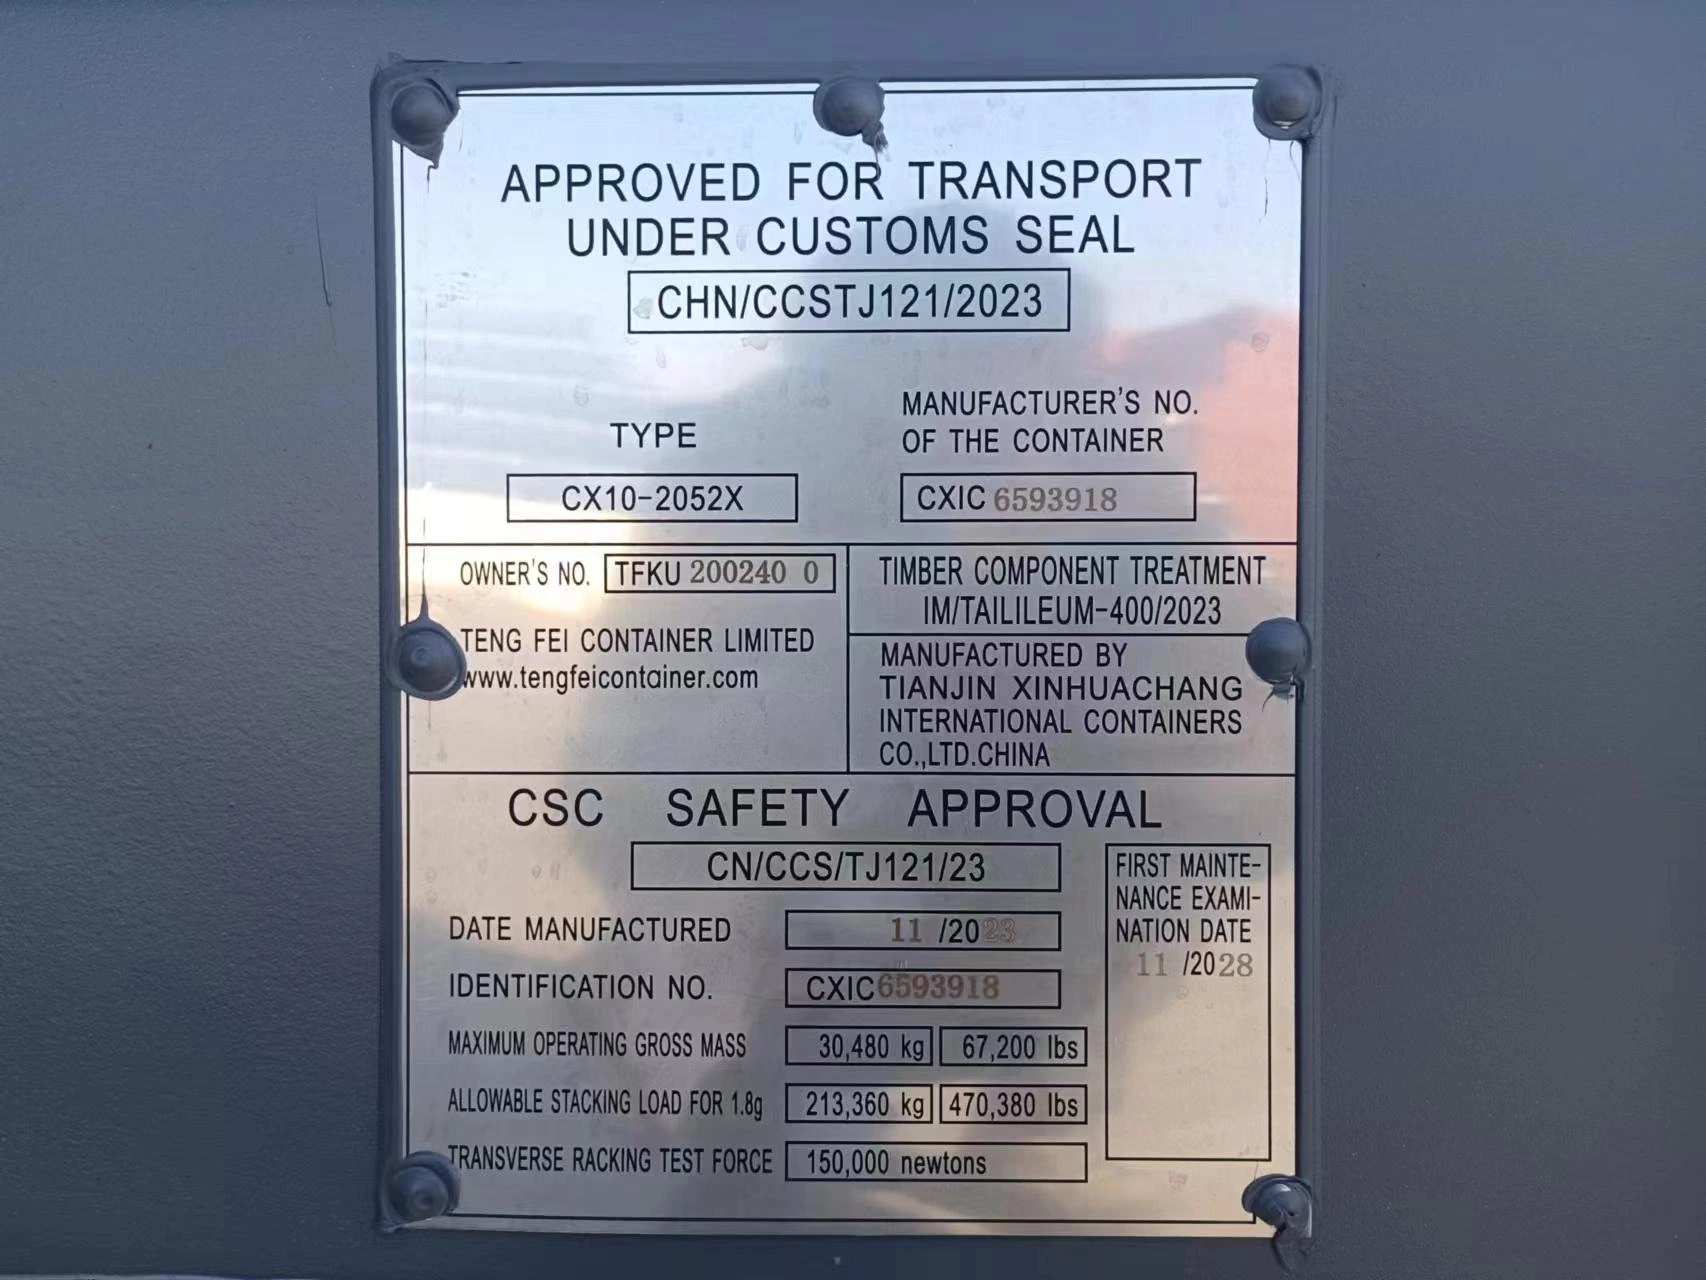 APPROVED FOR TRANSPORT
UNDER CUSTOMS SEAL
CHN/CCSTJ121/2023
TYPE
CX10-2052X
MANUFACTURER'S NO.
OF THE CONTAINER
CXIC 6593918
OWNER'S NO. TFKU 200240 0
TENG FEI CONTAINER LIMITED
www.tengfeicontainer.com
TIMBER COMPONENT TREATMENT
IM/TAILILEUM-400/2023
MANUFACTURED BY
TIANJIN XINHUACHANG
INTERNATIONAL CONTAINERS
CO.,LTD.CHINA
CSC SAFETY APPROVAL
CN/CCS/TJ121/23
DATE MANUFACTURED 11 /2023
IDENTIFICATION NO. CXIC6593918
MAXIMUM OPERATING GROSS MASS 30,480 kg 67,200 lbs
ALLOWABLE STACKING LOAD FOR 1.8g 213,360 kg 470,380 lbs
TRANSVERSE RACKING TEST FORCE 150,000 newtons
FIRST MAINTE-
NANCE EXAMI-
NATION DATE
11 /2028